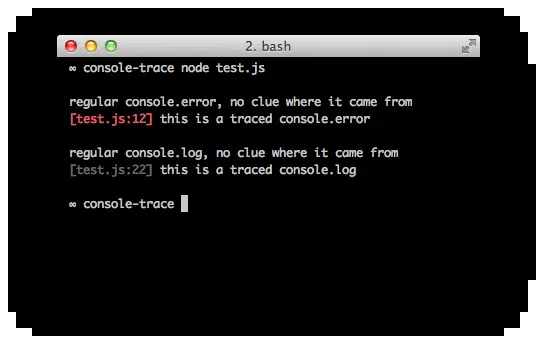 2. bash
∞ console-trace node test.js
regular console.error, no clue where it came from
[test.js:12] this is a traced console.error
regular console.log, no clue where it came from
[test.js:22] this is a traced console.log
∞ console-trace